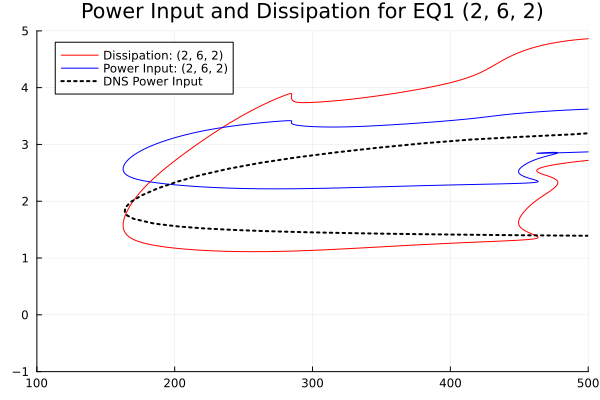 Power Input and Dissipation for EQ1 (2, 6, 2)
5
Dissipation: (2, 6, 2)
Power Input: (2, 6, 2)
DNS Power Input
4
3
2
1
0
−1
100 200 300 400 500